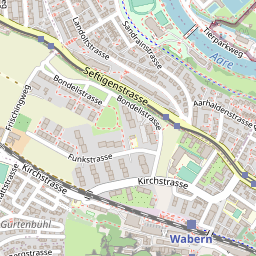 Landoltstrasse
Sandrainstrasse
Tierparkweg
Aare
Bondelistrasse
Seftigenstrasse
Bondelistrasse
Frischingweg
Aarhaldenstrasse
Funkstrasse
Kirchstrasse
Kirchstrasse
Gurtenbühl
Wabern